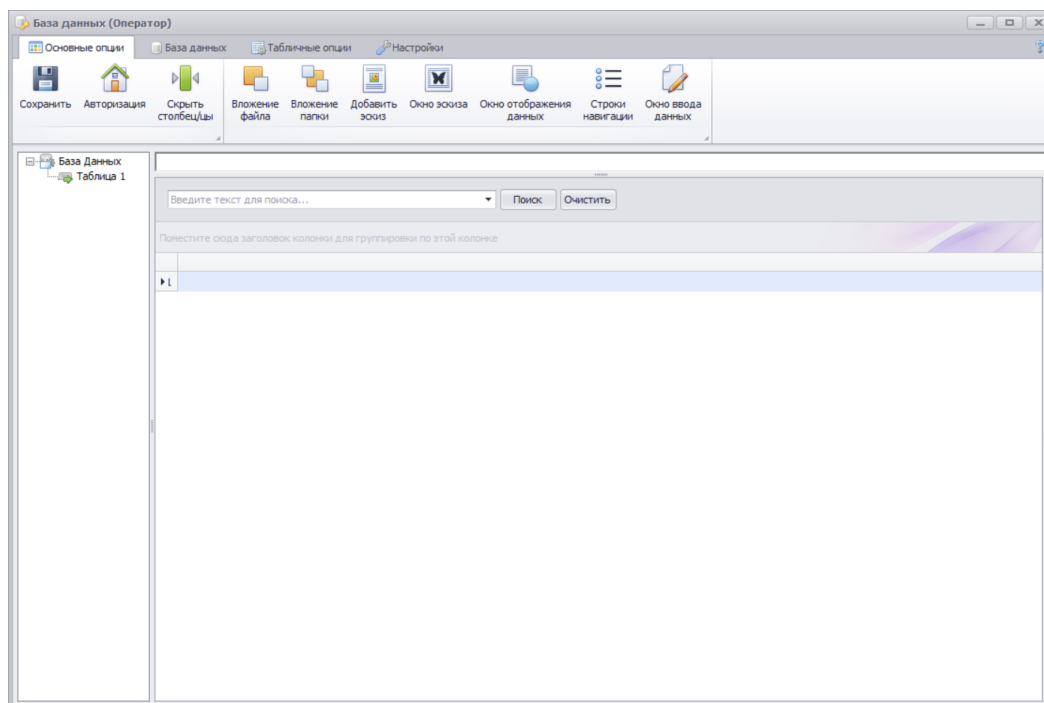 База данных (Оператор)
Основные опции База данных Табличные опции Настройки
Сохранить Авторизация Скрыть столбец/цы Вложение файла Вложение папки Добавить эскиз Окно эскиза Окно отображения данных Строки навигации Окно ввода данных
База Данных
Таблица 1
Введите текст для поиска... Поиск Очистить
Поместите сюда заголовок колонки для группировки по этой колонке
1